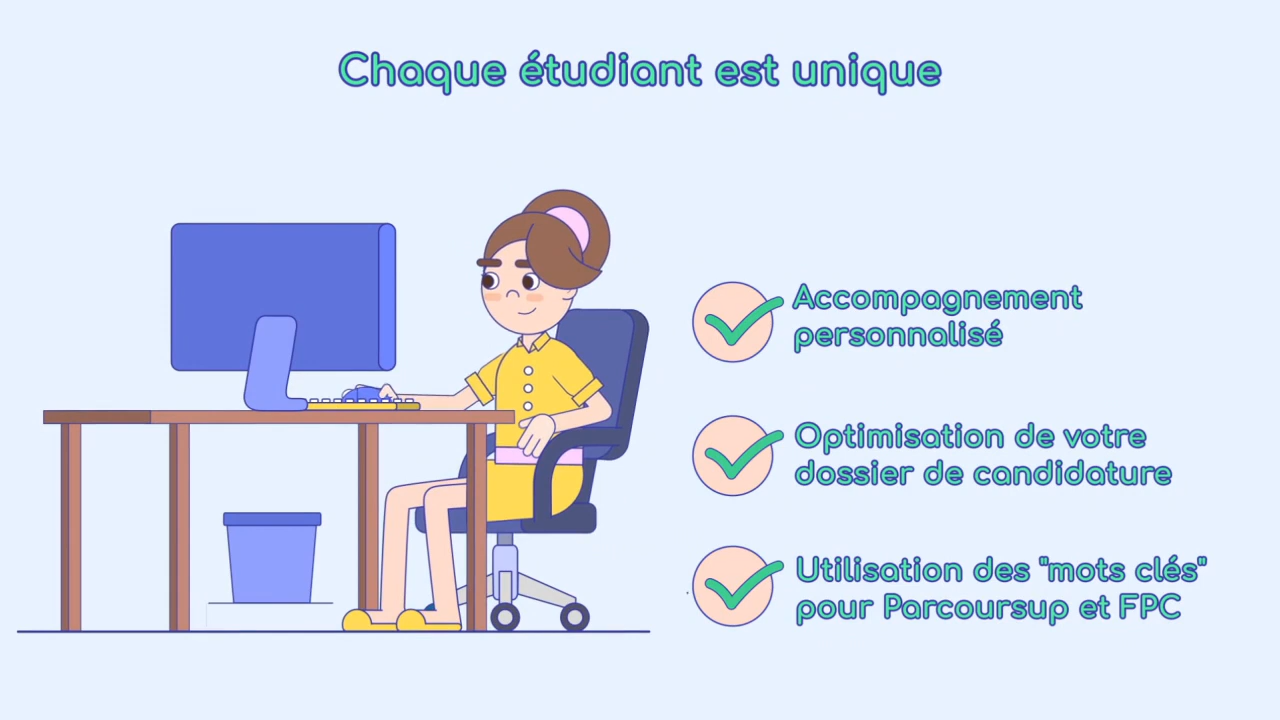 Chaque étudiant est unique
Accompagnement
personnalisé
Optimisation de votre
dossier de candidature
Utilisation des "mots clés"
pour Parcoursup et FPC